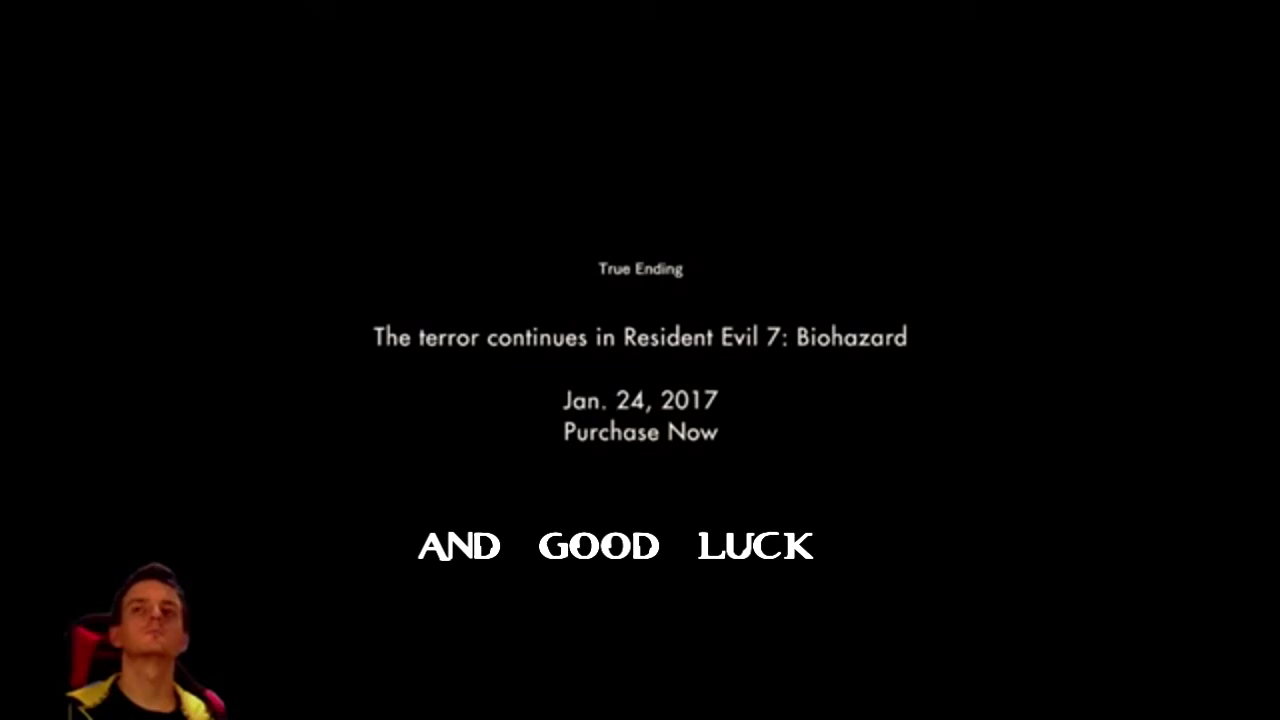 True Ending
The terror continues in Resident Evil 7: Biohazard
Jan. 24, 2017
Purchase Now
AND GOOD LUCK